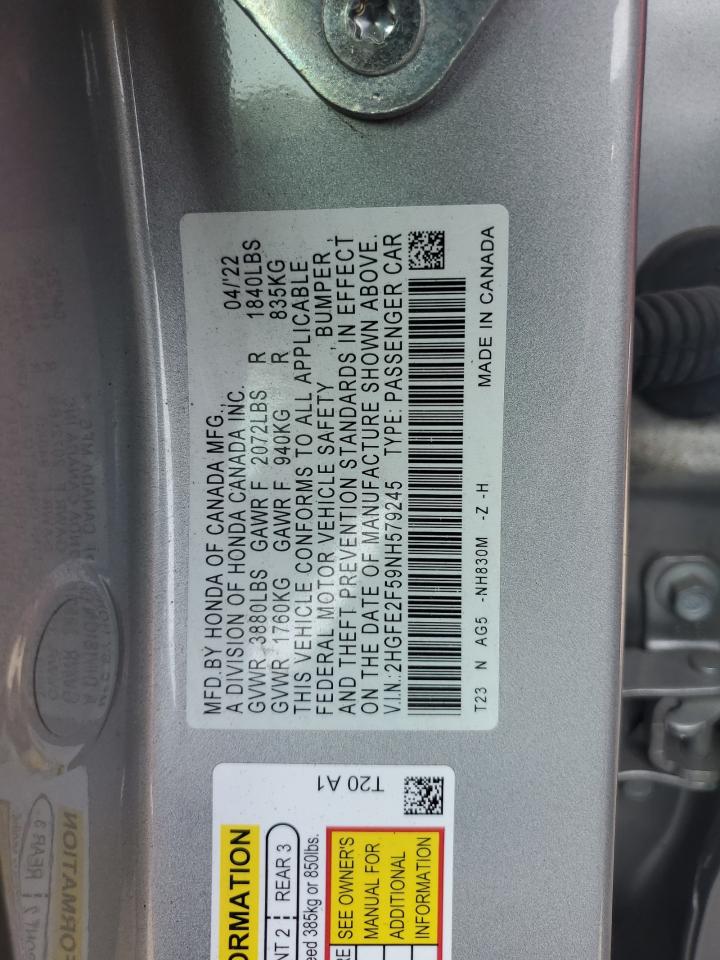 MFD.BY HONDA OF CANADA MFG.,
A DIVISION OF HONDA CANADA INC. 04/'22
GVWR 3880LBS GAWR F 2072LBS R 1840LBS
GVWR 1760KG GAWR F 940KG R 835KG
THIS VEHICLE CONFORMS TO ALL APPLICABLE
FEDERAL MOTOR VEHICLE SAFETY , BUMPER ,
AND THEFT PREVENTION STANDARDS IN EFFECT
ON THE DATE OF MANUFACTURE SHOWN ABOVE.
V.I.N.:2HGFE2F59NH579245 TYPE: PASSENGER CAR
MADE IN CANADA
T23 N AG5 -NH830M -Z -H
T20 A1
ORMATION
NT 2 REAR 3
eed 385kg or 850lbs.
RE SEE OWNER'S
MANUAL FOR
ADDITIONAL
INFORMATION